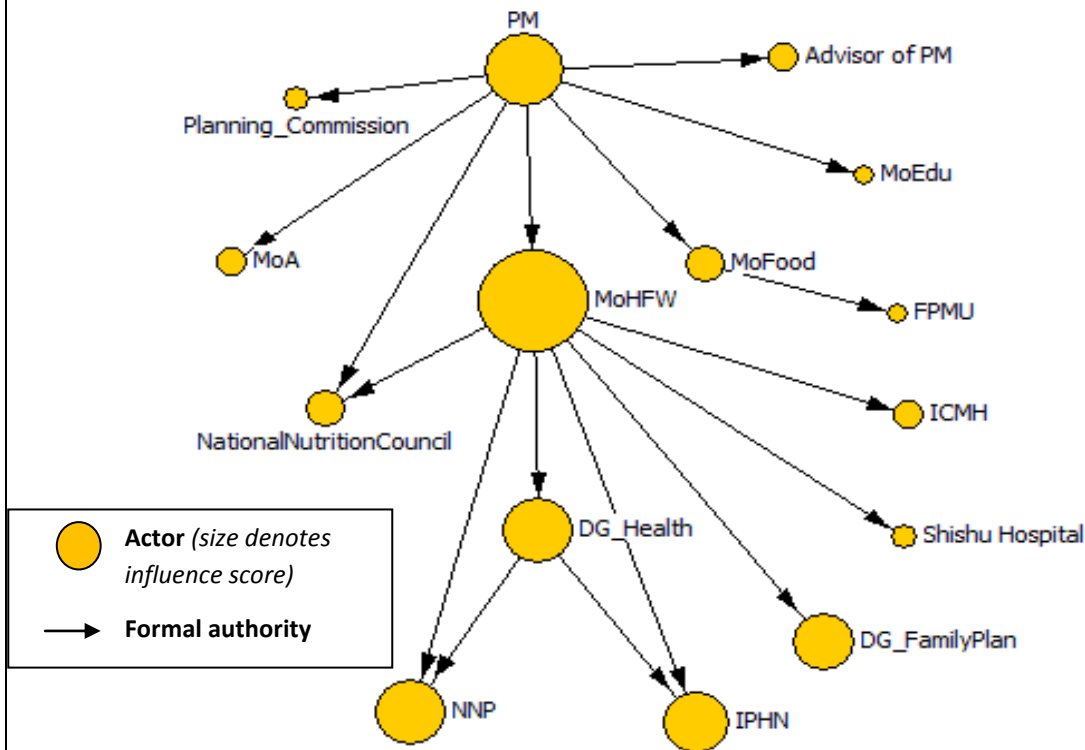 PM
Advisor of PM
Planning_Commission
MoEdu
MoA
MoFood
MoHFW
FPMU
ICMH
NationalNutritionCouncil
DG_Health
Shishu Hospital
DG_FamilyPlan
NNP
IPHN
Actor (size denotes
influence score)
Formal authority